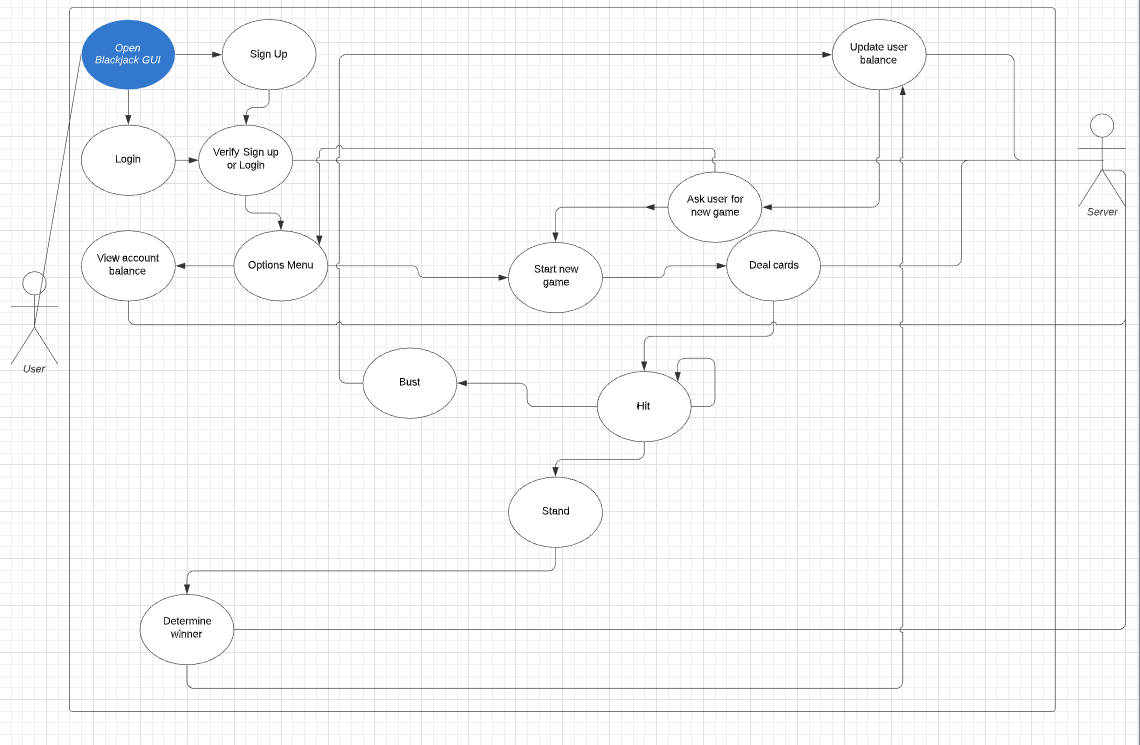 Open
Blackjack GUI
Sign Up
Update user
balance
Login
Verify Sign up
or Login
Ask user for
new game
Server
View account
balance
Options Menu
Start new
game
Deal cards
User
Bust
Hit
Stand
Determine
winner